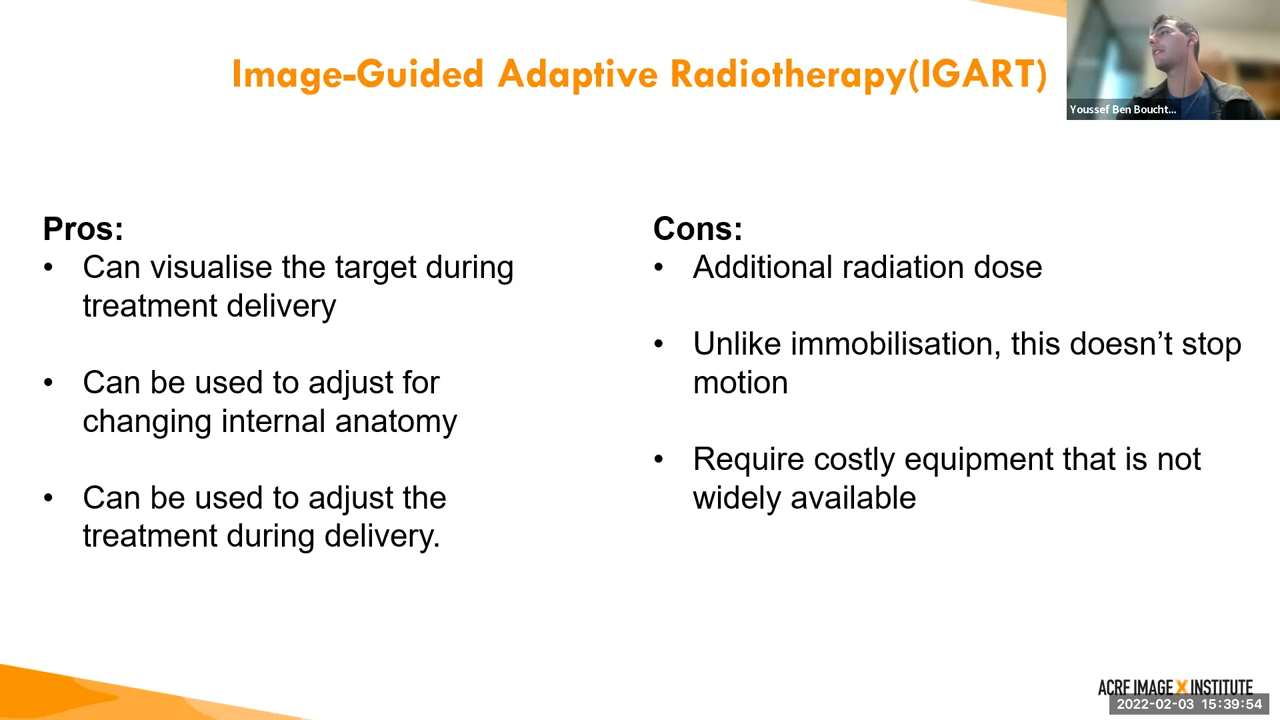 Image-Guided Adaptive Radiotherapy(IGART)
Youssef Ben Boucht...
Pros:
• Can visualise the target during
treatment delivery
• Can be used to adjust for
changing internal anatomy
• Can be used to adjust the
treatment during delivery.
Cons:
• Additional radiation dose
• Unlike immobilisation, this doesn’t stop
motion
• Require costly equipment that is not
widely available
ACRF IMAGE X INSTITUTE
2022-02-03 15:39:54